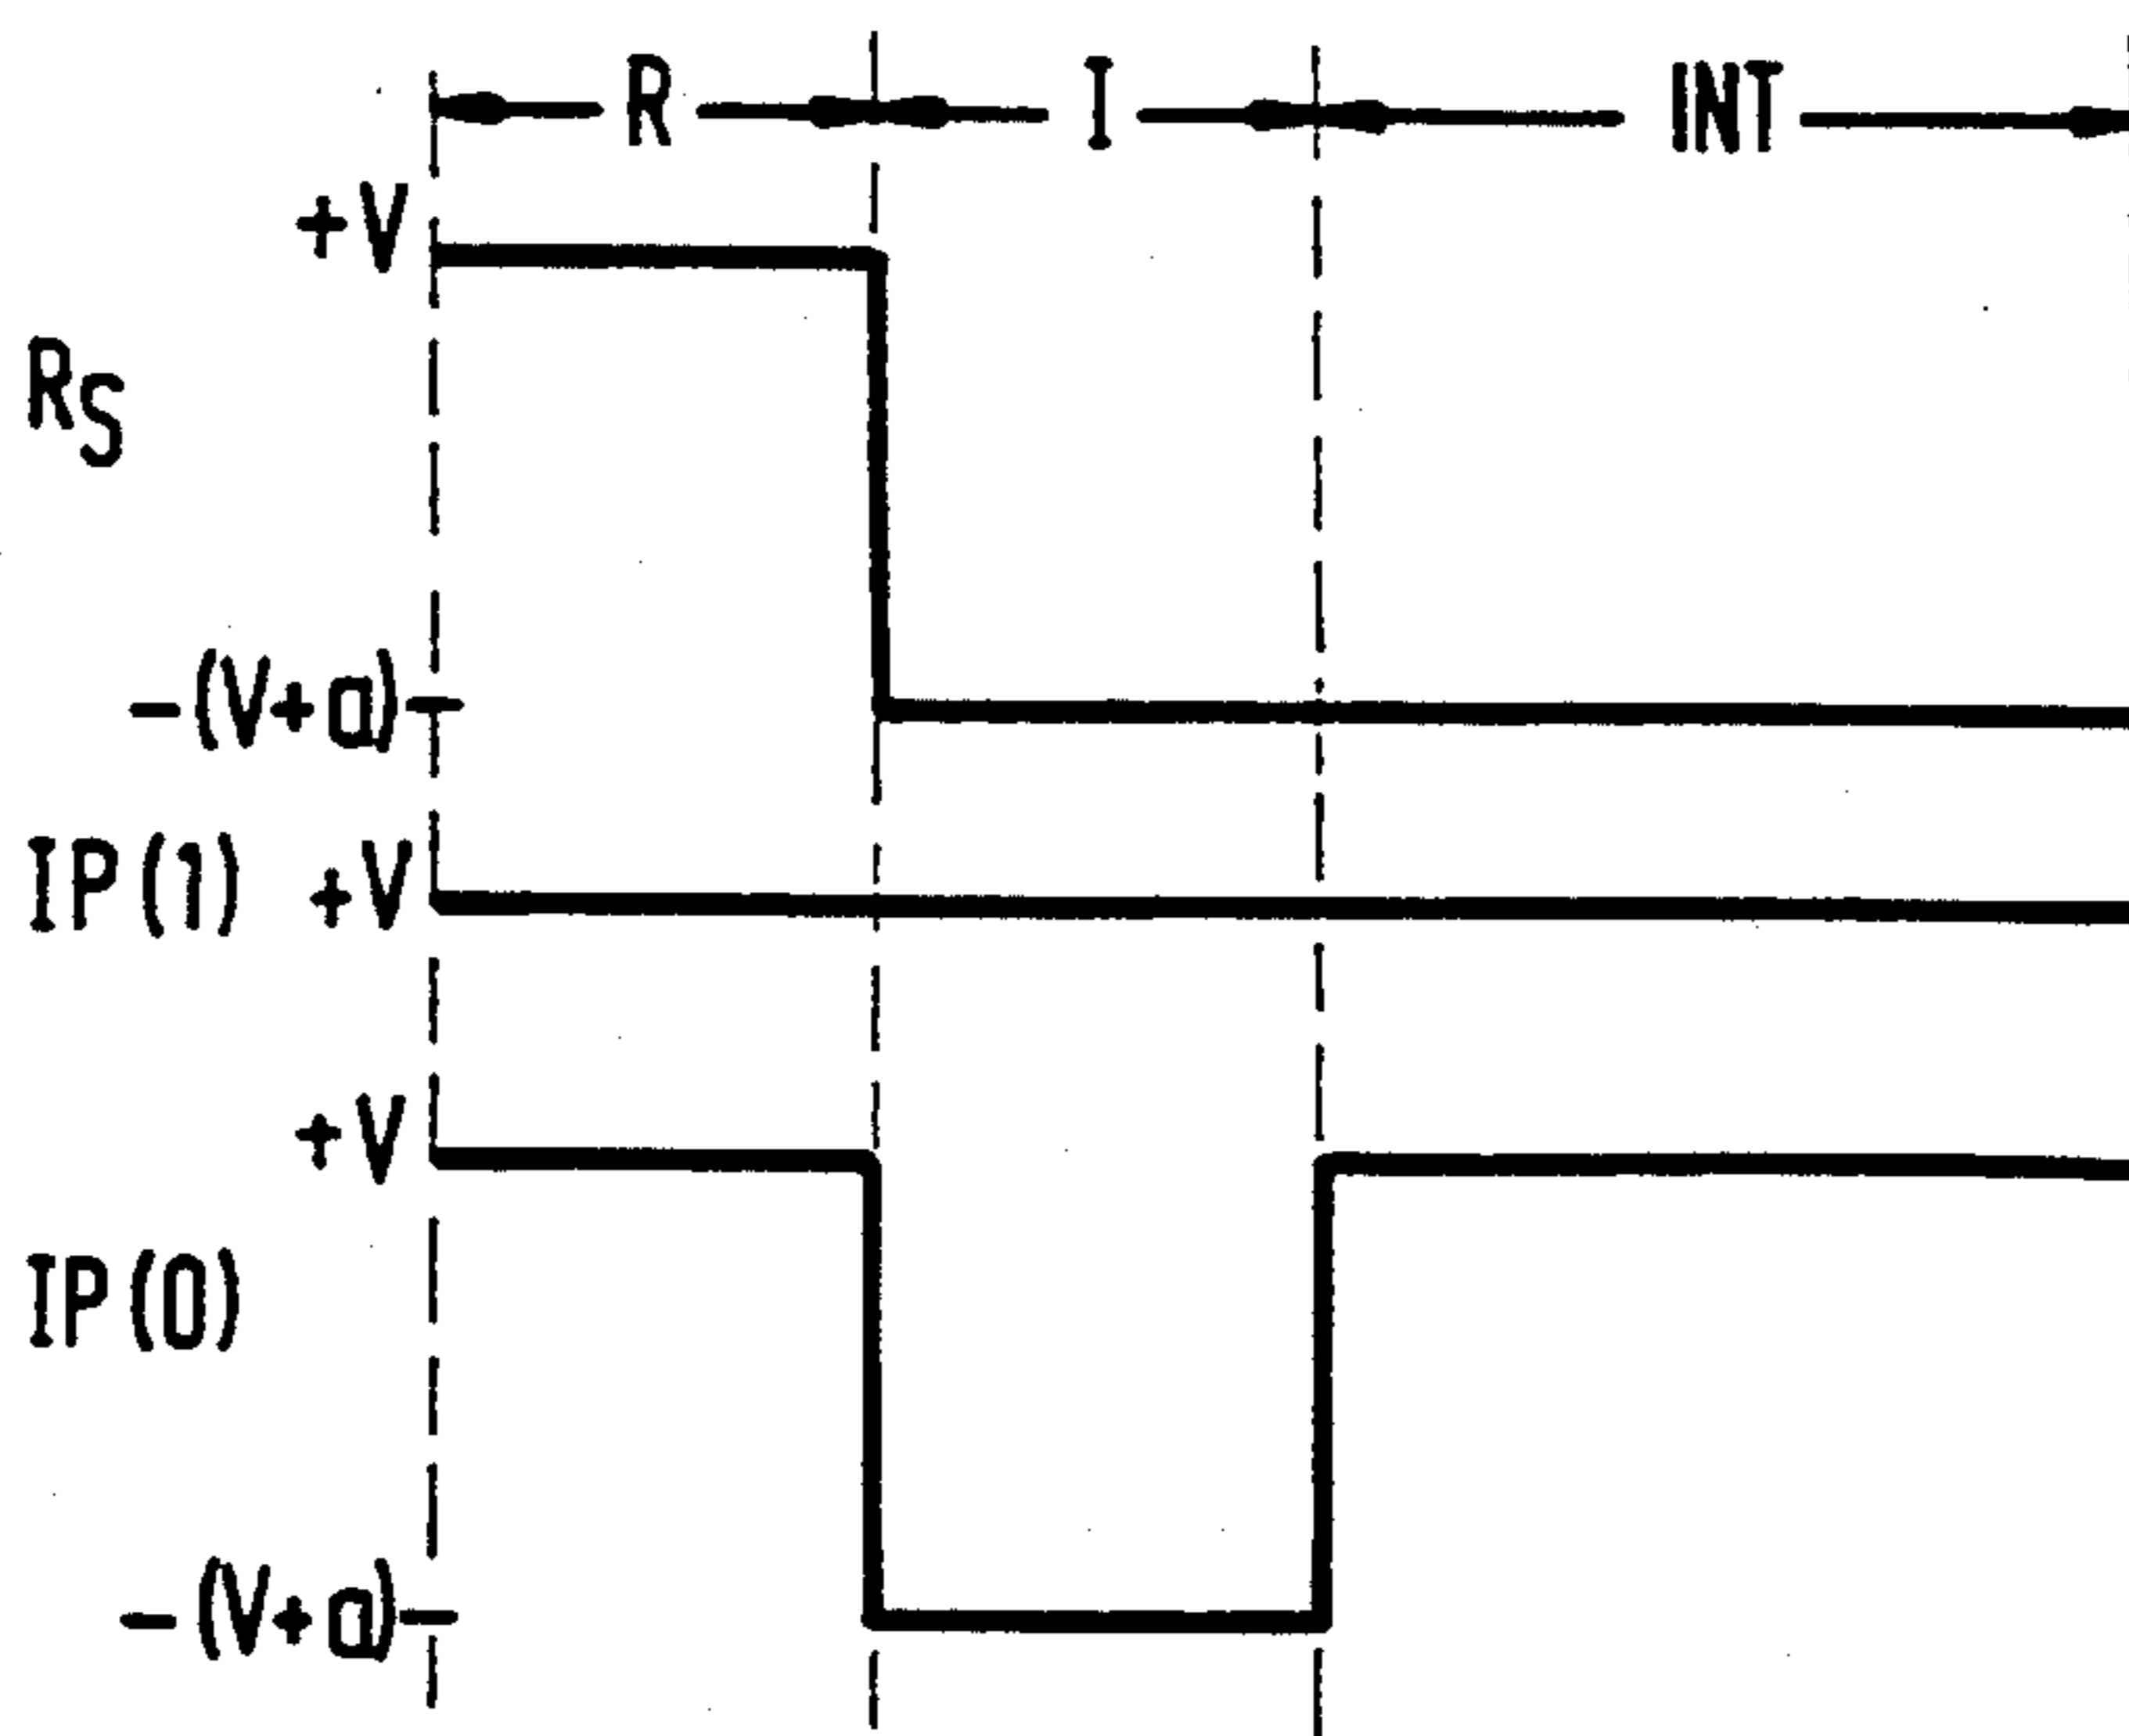 R I INT
+V
RS
-(V+a)
IP(1) +V
+V
IP(0)
-(V+a)